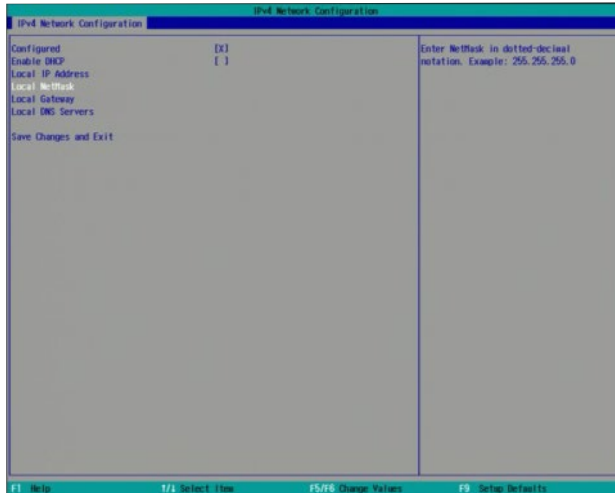 IPv4 Network Configuration
IPv4 Network Configuration
Configured [X]
Enable DHCP [ ]
Local IP Address
Local NetMask
Local Gateway
Local DNS Servers
Save Changes and Exit
Enter NetMask in dotted-decimal
notation. Example: 255.255.255.0
F1 Help ↑/↓ Select Item F5/F6 Change Values F9 Setup Defaults